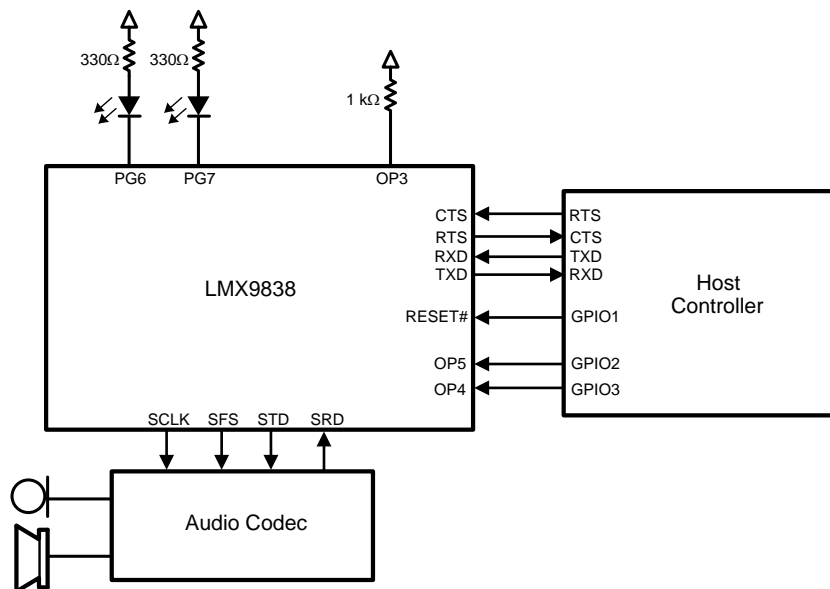 330Ω 330Ω
1 kΩ
PG6 PG7 OP3
CTS RTS
RTS CTS
RXD TXD
TXD RXD
LMX9838
Host
Controller
RESET# GPIO1
OP5 GPIO2
OP4 GPIO3
SCLK SFS STD SRD
Audio Codec